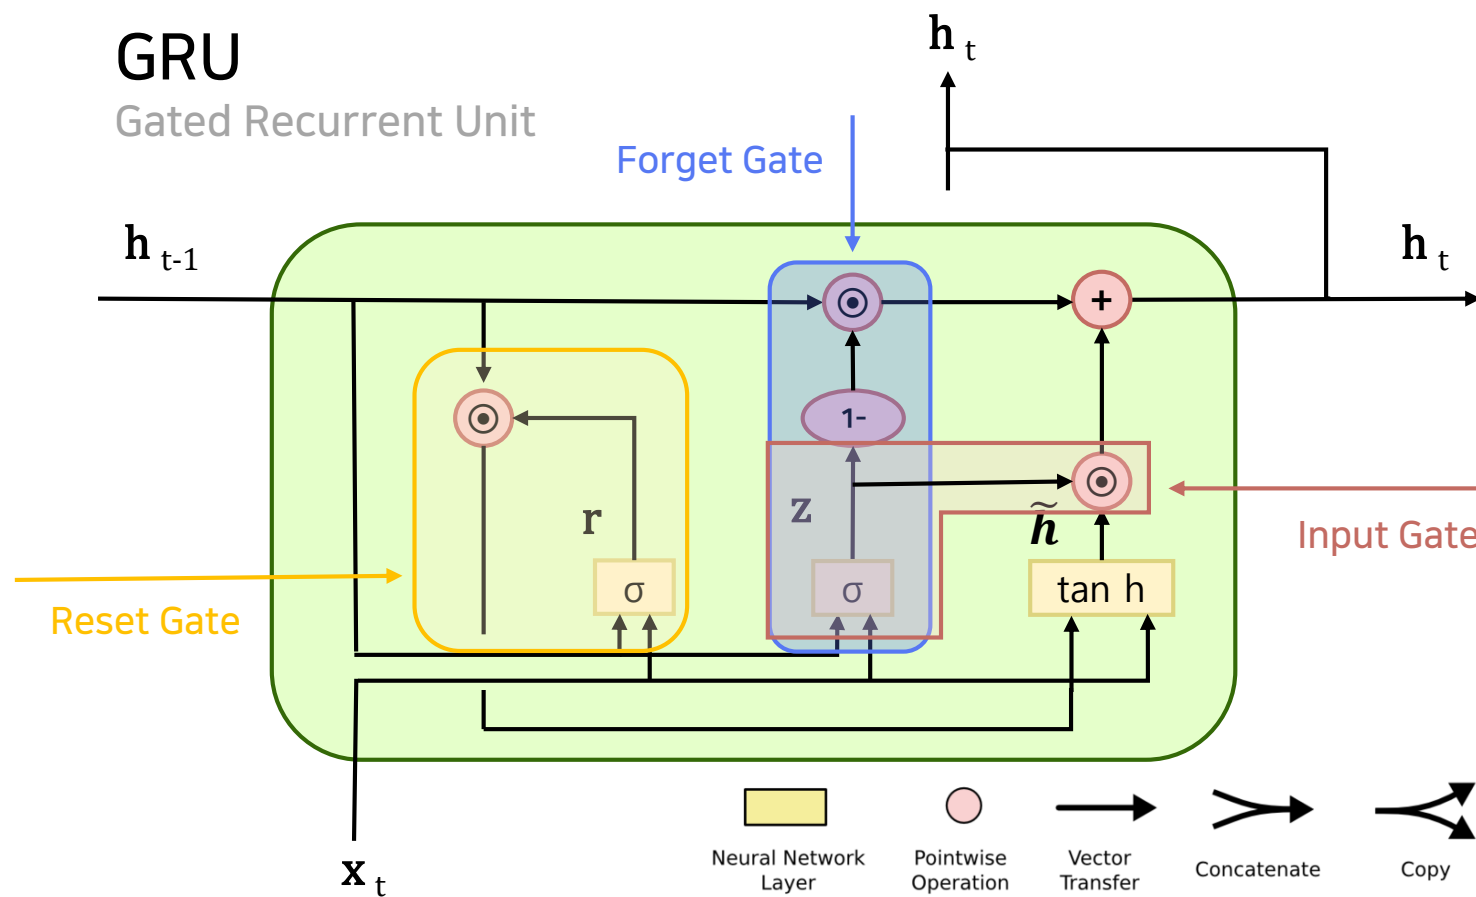 GRU
Gated Recurrent Unit
h t
Forget Gate
h t-1
h t
+
1-
z
r
h̃
Input Gate
σ
σ
tan h
Reset Gate
x t
Neural Network Layer
Pointwise Operation
Vector Transfer
Concatenate
Copy